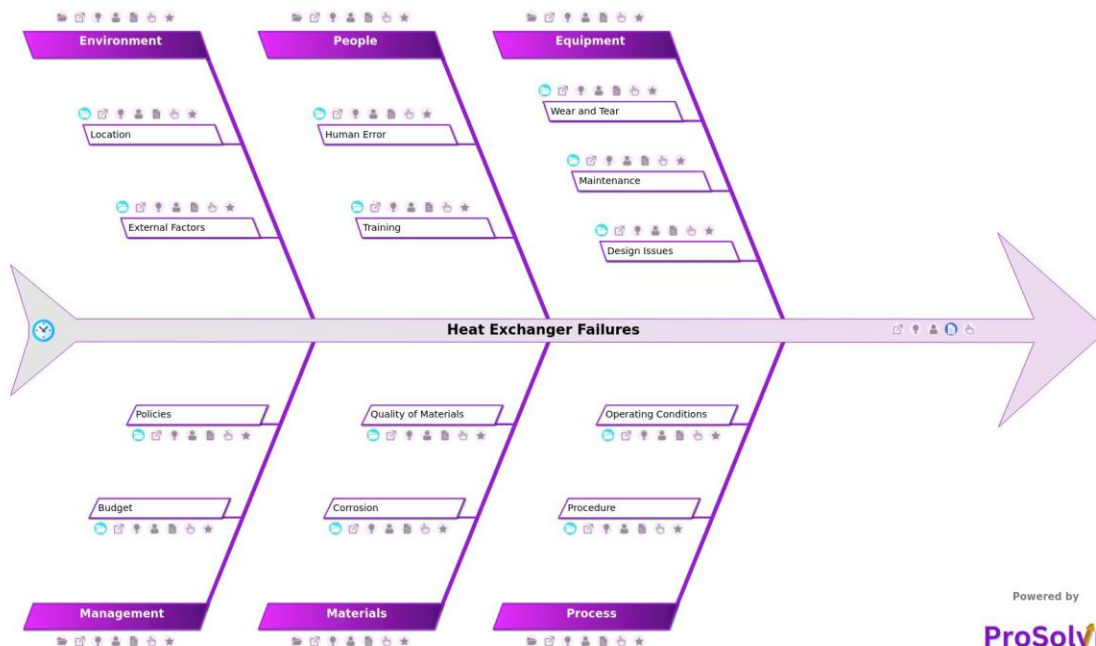 Environment
People
Equipment
Location
Human Error
Wear and Tear
Maintenance
External Factors
Training
Design Issues
Heat Exchanger Failures
Policies
Quality of Materials
Operating Conditions
Budget
Corrosion
Procedure
Management
Materials
Process
Powered by